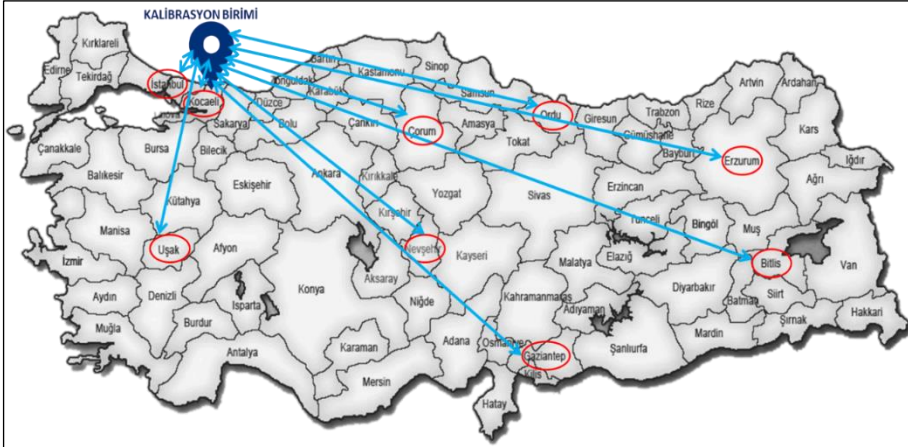 KALİBRASYON BİRİMİ
Kırklareli
Edirne
Tekirdağ
İstanbul
Kocaeli
Sakarya
Düzce
Bolu
Zonguldak
Bartın
Karabük
Kastamonu
Sinop
Samsun
Çankırı
Çorum
Amasya
Tokat
Ordu
Giresun
Trabzon
Rize
Artvin
Ardahan
Gümüşhane
Bayburt
Erzurum
Kars
Iğdır
Ağrı
Çanakkale
Bursa
Bilecik
Balıkesir
Kütahya
Eskişehir
Ankara
Kırıkkale
Kırşehir
Yozgat
Sivas
Erzincan
Tunceli
Bingöl
Muş
Bitlis
Van
Manisa
Uşak
Afyon
İzmir
Aydın
Denizli
Isparta
Burdur
Muğla
Antalya
Konya
Aksaray
Nevşehir
Kayseri
Niğde
Karaman
Mersin
Adana
Kahramanmaraş
Malatya
Elazığ
Adıyaman
Diyarbakır
Batman
Siirt
Şırnak
Hakkari
Mardin
Şanlıurfa
Gaziantep
Kilis
Hatay